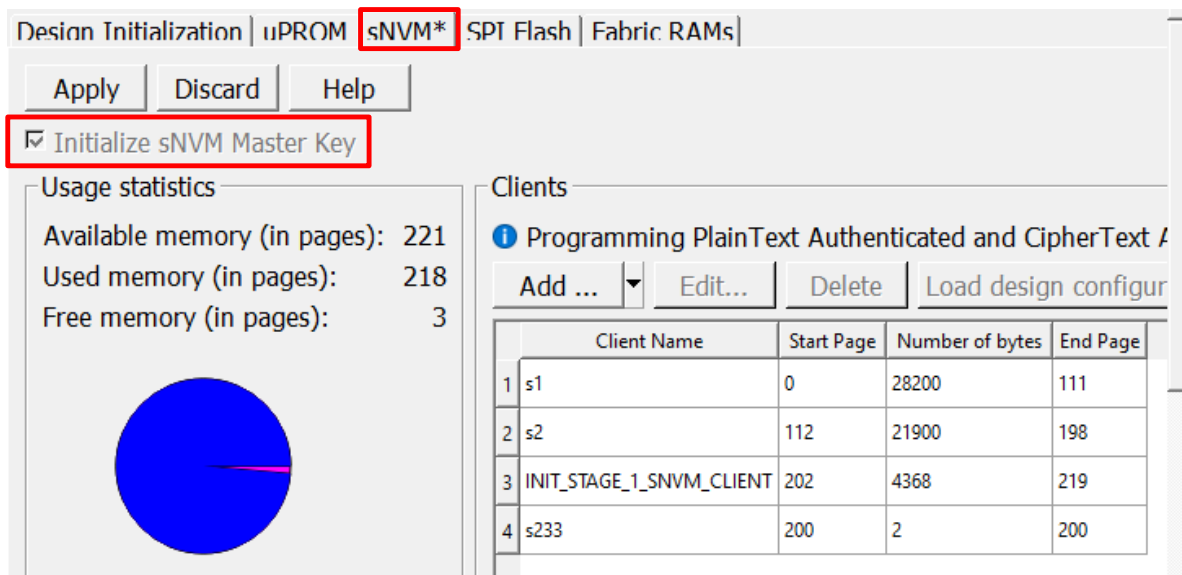 Design Initialization uPROM sNVM* SPI Flash Fabric RAMs
Apply Discard Help
Initialize sNVM Master Key
Usage statistics
Available memory (in pages): 221
Used memory (in pages): 218
Free memory (in pages): 3
Clients
Programming PlainText Authenticated and CipherText A
Add ... Edit... Delete Load design configur
Client Name Start Page Number of bytes End Page
1 s1 0 28200 111
2 s2 112 21900 198
3 INIT_STAGE_1_SNVM_CLIENT 202 4368 219
4 s233 200 2 200